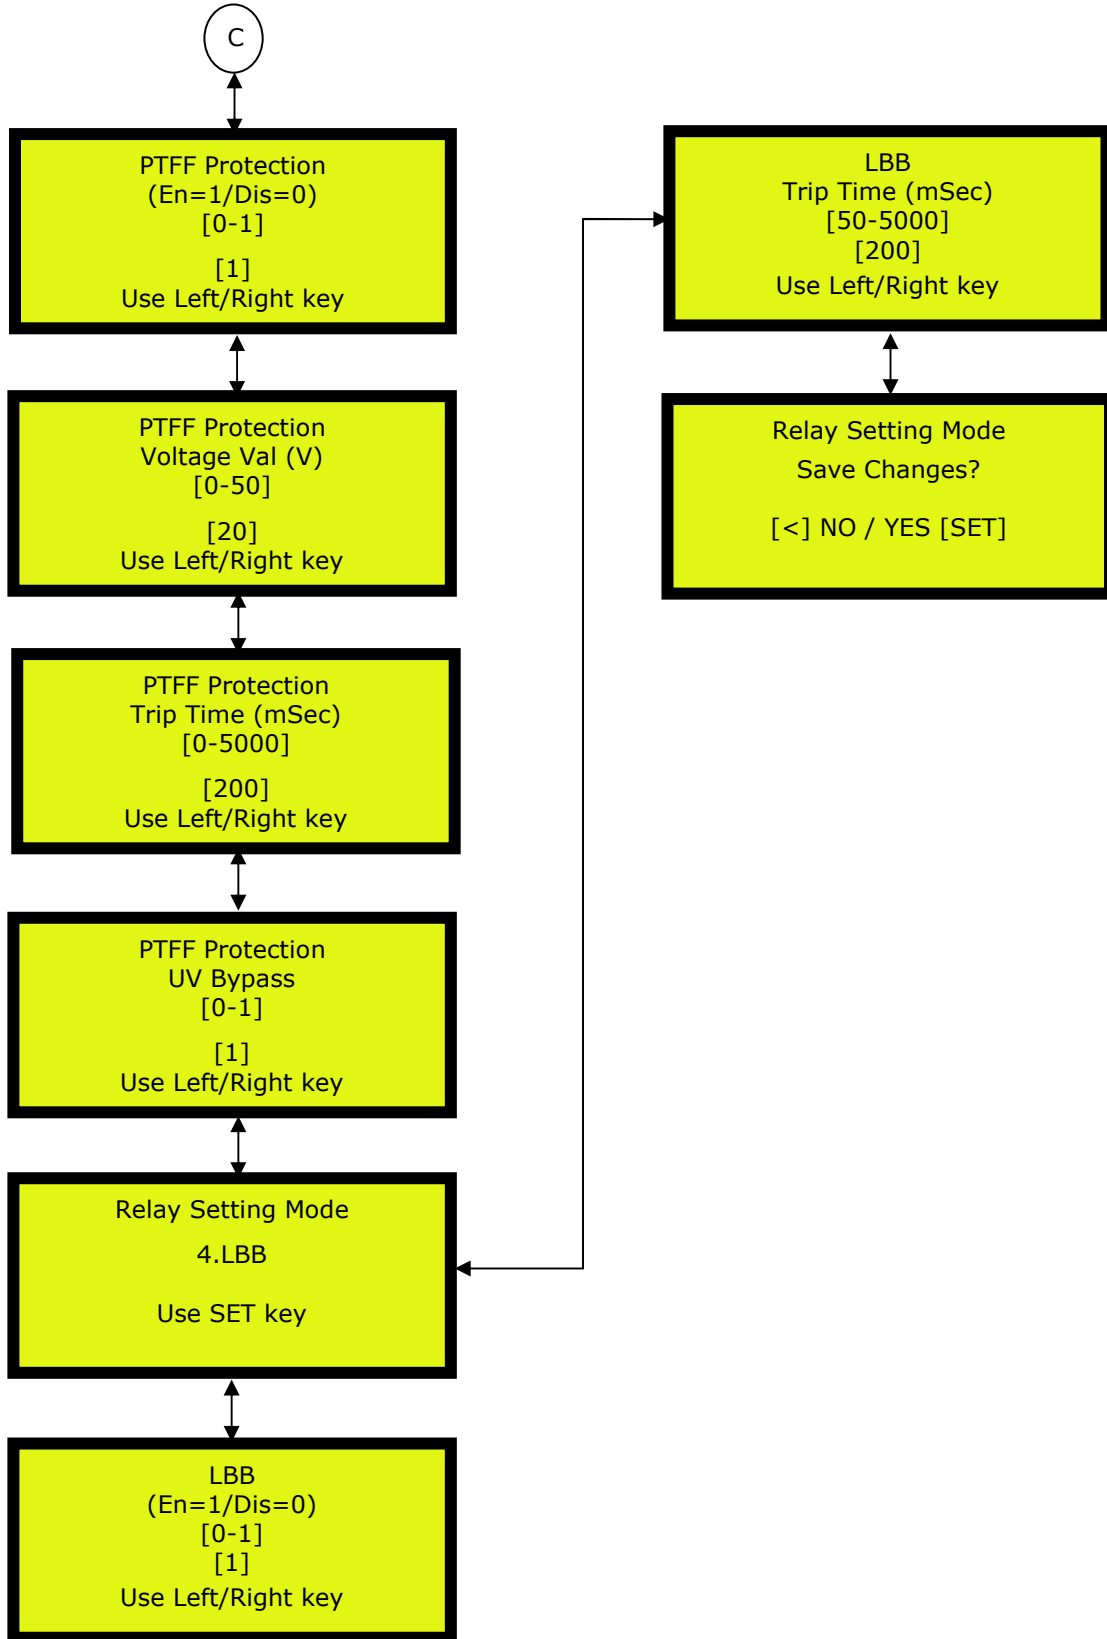 C
PTFF Protection
(En=1/Dis=0)
[0-1]
[1]
Use Left/Right key
PTFF Protection
Voltage Val (V)
[0-50]
[20]
Use Left/Right key
PTFF Protection
Trip Time (mSec)
[0-5000]
[200]
Use Left/Right key
PTFF Protection
UV Bypass
[0-1]
[1]
Use Left/Right key
Relay Setting Mode
4.LBB
Use SET key
LBB
(En=1/Dis=0)
[0-1]
[1]
Use Left/Right key
LBB
Trip Time (mSec)
[50-5000]
[200]
Use Left/Right key
Relay Setting Mode
Save Changes?
[<] NO / YES [SET]